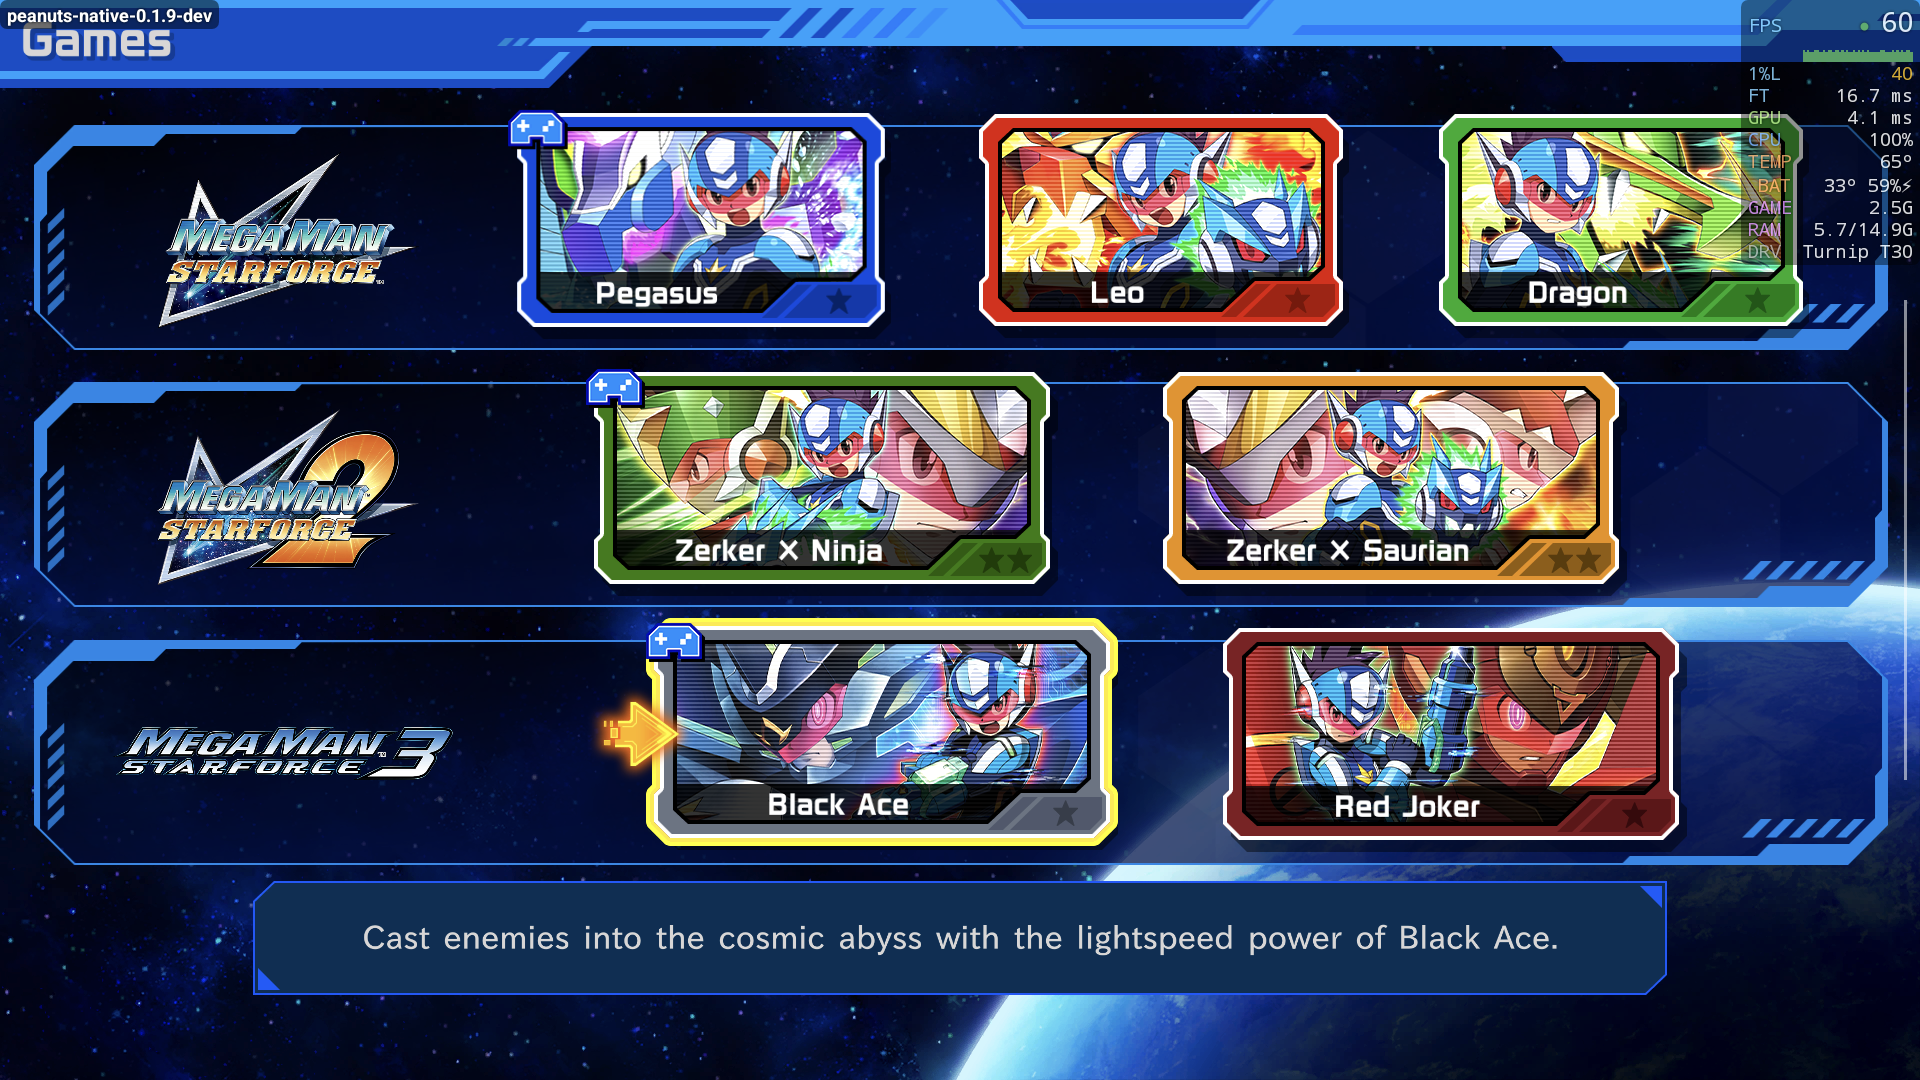 peanuts-native-0.1.9-dev
Games
FPS 60
1%L 40
FT 16.7 ms
GPU 4.1 ms
CPU 100%
TEMP 65°
BAT 33° 59%⚡
GAME 2.5G
RAM 5.7/14.9G
DRV Turnip T30
MEGA MAN
STARFORCE™
Pegasus
Leo
Dragon
MEGA MAN™ 2
STARFORCE
Zerker × Ninja
Zerker × Saurian
MEGA MAN™ 3
STARFORCE
Black Ace
Red Joker
Cast enemies into the cosmic abyss with the lightspeed power of Black Ace.